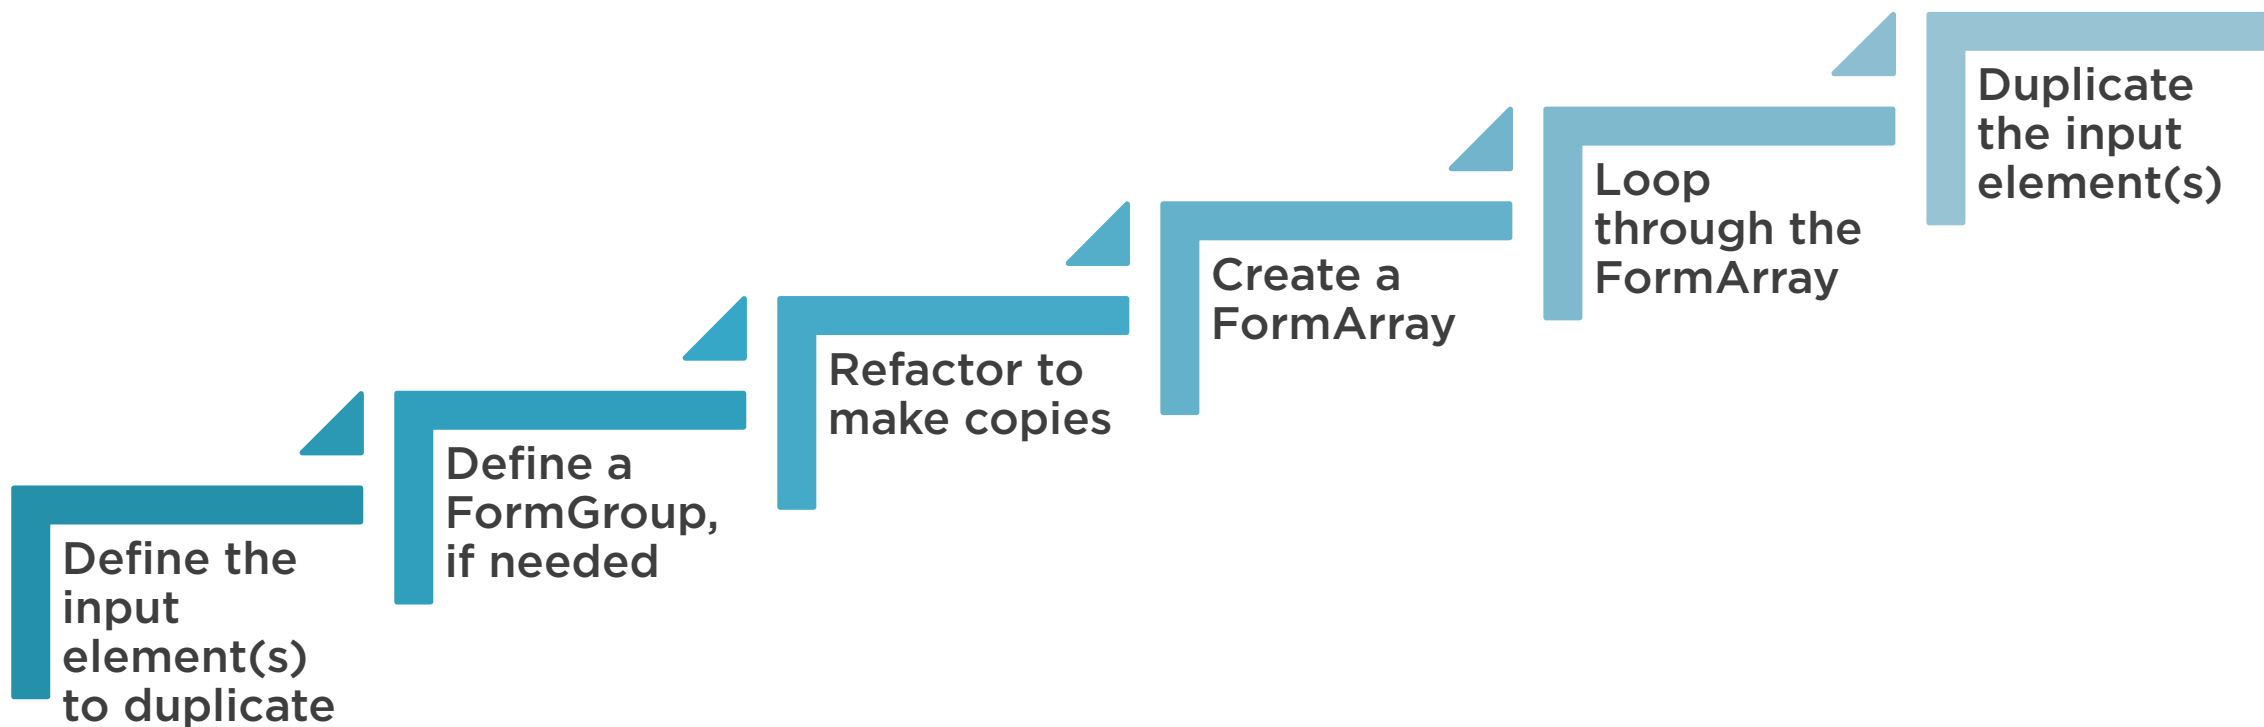 Define the
input
element(s)
to duplicate
Define a
FormGroup,
if needed
Refactor to
make copies
Create a
FormArray
Loop
through the
FormArray
Duplicate
the input
element(s)